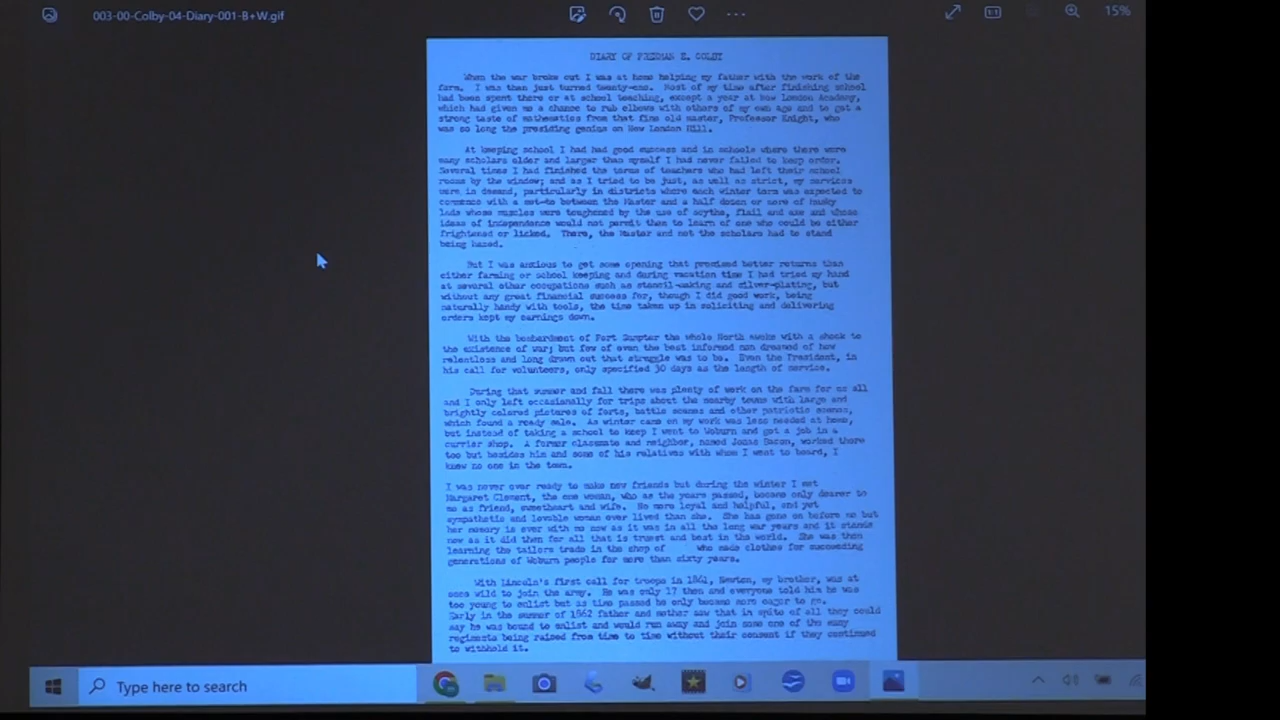 003-00-Colby-04-Diary-001-B+W.gif
15%
DIARY OF FREEMAN E. COLBY
When the war broke out I was at home helping my father with the work of the
farm. I was then just turned twenty-one. Most of my time after finishing school
had been spent there or at school teaching, except a year at New London Academy,
which had given me a chance to rub elbows with others of my own age and to get a
strong taste of mathematics from that fine old master, Professor Knight, who
was so long the presiding genius on New London Hill.
At keeping school I had had good success and in schools where there were
many scholars older and larger than myself I had never failed to keep order.
Several times I had finished the terms of teachers who had left their school
rooms by the window; and as I tried to be just, as well as strict, my services
were in demand, particularly in districts where each winter term was expected to
commence with a set-to between the Master and a half dozen or more of husky
lads whose muscles were toughened by the use of scythe, flail and axe and whose
ideas of independence would not permit them to learn of one who could be either
frightened or licked. There, the Master and not the scholars had to stand
being hazed.
But I was anxious to get some opening that promised better returns than
either farming or school keeping and during vacation time I had tried my hand
at several other occupations such as stencil-making and silver-plating, but
without any great financial success for, though I did good work, being
naturally handy with tools, the time taken up in soliciting and delivering
orders kept my earnings down.
With the bombardment of Fort Sumpter the whole North awoke with a shock to
the existence of war; but few of even the best informed men dreamed of how
relentless and long drawn out that struggle was to be. Even the President, in
his call for volunteers, only specified 30 days as the length of service.
During that summer and fall there was plenty of work on the farm for us all
and I only left occasionally for trips about the nearby towns with large and
brightly colored pictures of forts, battle scenes and other patriotic scenes,
which found a ready sale. As winter came on my work was less needed at home,
but instead of taking a school to keep I went to Woburn and got a job in a
currier shop. A former classmate and neighbor, named Jonas Bacon, worked there
too but besides him and some of his relatives with whom I went to board, I
knew no one in the town.
I was never over ready to make new friends but during the winter I met
Margaret Clement, the one woman, who as the years passed, became only dearer to
me as friend, sweetheart and wife. No more loyal and helpful, and yet
sympathetic and lovable woman ever lived than she. She has gone on before me but
her memory is ever with me now as it was in all the long war years and it stands
now as it did then for all that is truest and best in the world. She was then
learning the tailors trade in the shop of who made clothes for succeeding
generations of Woburn people for more than sixty years.
With Lincoln's first call for troops in 1861, Newton, my brother, was at
once wild to join the army. He was only 17 then and everyone told him he was
too young to enlist but as time passed he only became more eager to go.
Early in the summer of 1862 father and mother saw that in spite of all they could
say he was bound to enlist and would run away and join some one of the many
regiments being raised from time to time without their consent if they continued
to withhold it.
Type here to search